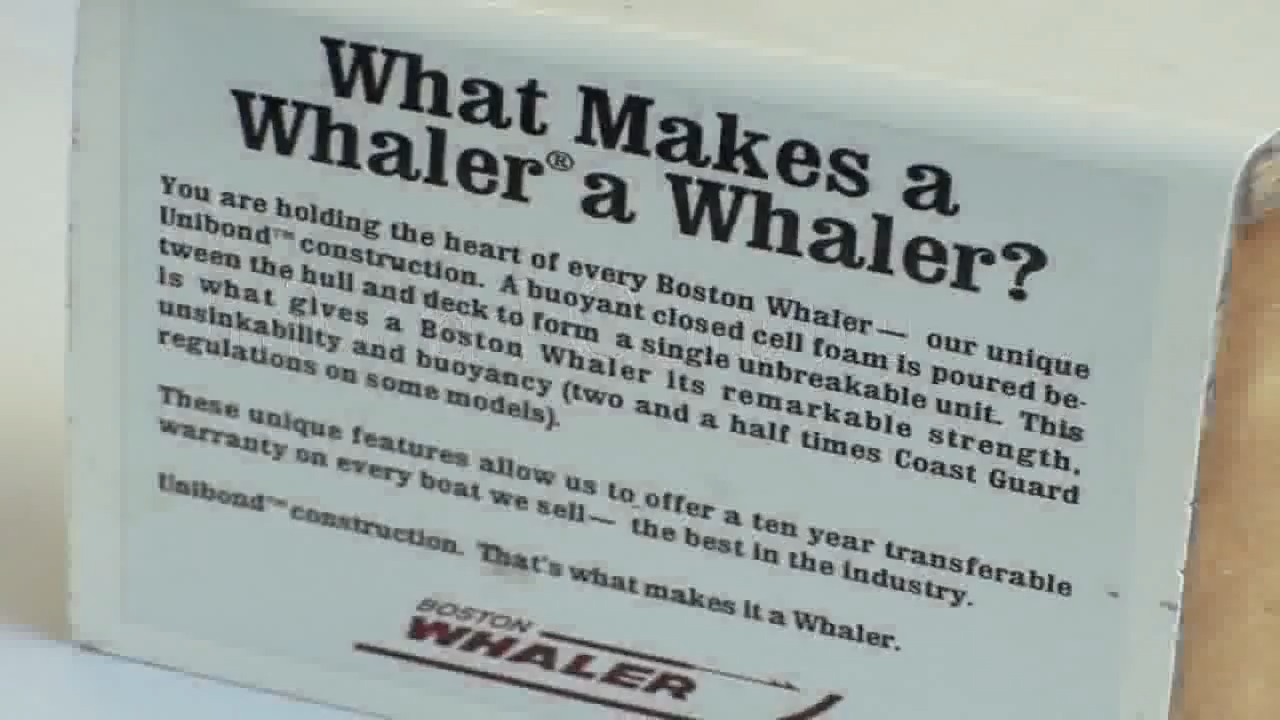 What Makes a
Whaler® a Whaler?
You are holding the heart of every Boston Whaler— our unique
Unibond™ construction. A buoyant closed cell foam is poured be-
tween the hull and deck to form a single unbreakable unit. This
is what gives a Boston Whaler its remarkable strength,
unsinkability and buoyancy (two and a half times Coast Guard
regulations on some models).
These unique features allow us to offer a ten year transferable
warranty on every boat we sell— the best in the industry.
Unibond™ construction. That's what makes it a Whaler.
BOSTON
WHALER